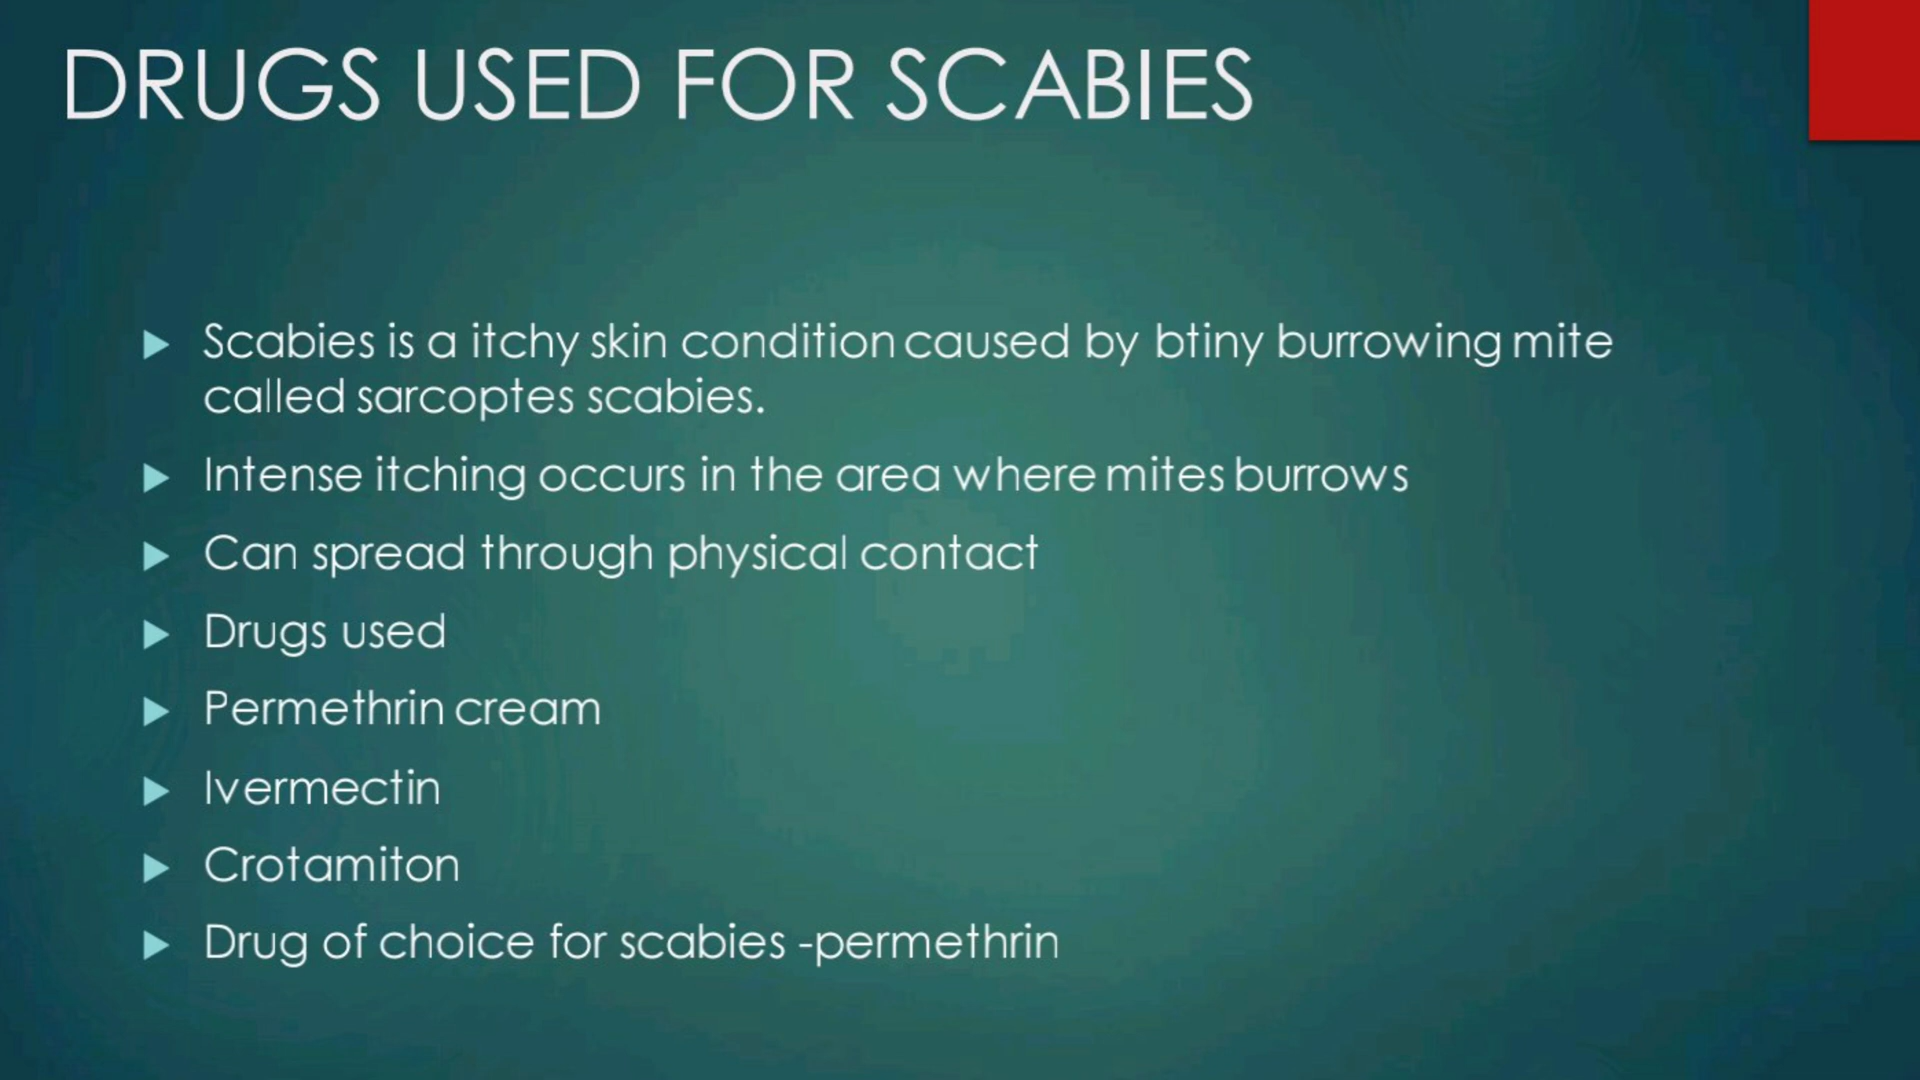 DRUGS USED FOR SCABIES
Scabies is a itchy skin condition caused by btiny burrowing mite
called sarcoptes scabies.
Intense itching occurs in the area where mites burrows
Can spread through physical contact
Drugs used
Permethrin cream
Ivermectin
Crotamiton
Drug of choice for scabies -permethrin